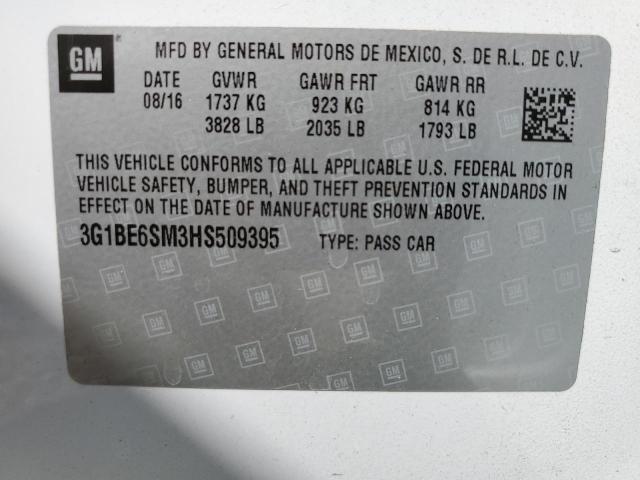 GM MFD BY GENERAL MOTORS DE MEXICO, S. DE R.L. DE C.V.
DATE GVWR GAWR FRT GAWR RR
08/16 1737 KG 923 KG 814 KG
3828 LB 2035 LB 1793 LB
THIS VEHICLE CONFORMS TO ALL APPLICABLE U.S. FEDERAL MOTOR
VEHICLE SAFETY, BUMPER, AND THEFT PREVENTION STANDARDS IN
EFFECT ON THE DATE OF MANUFACTURE SHOWN ABOVE.
3G1BE6SM3HS509395 TYPE: PASS CAR